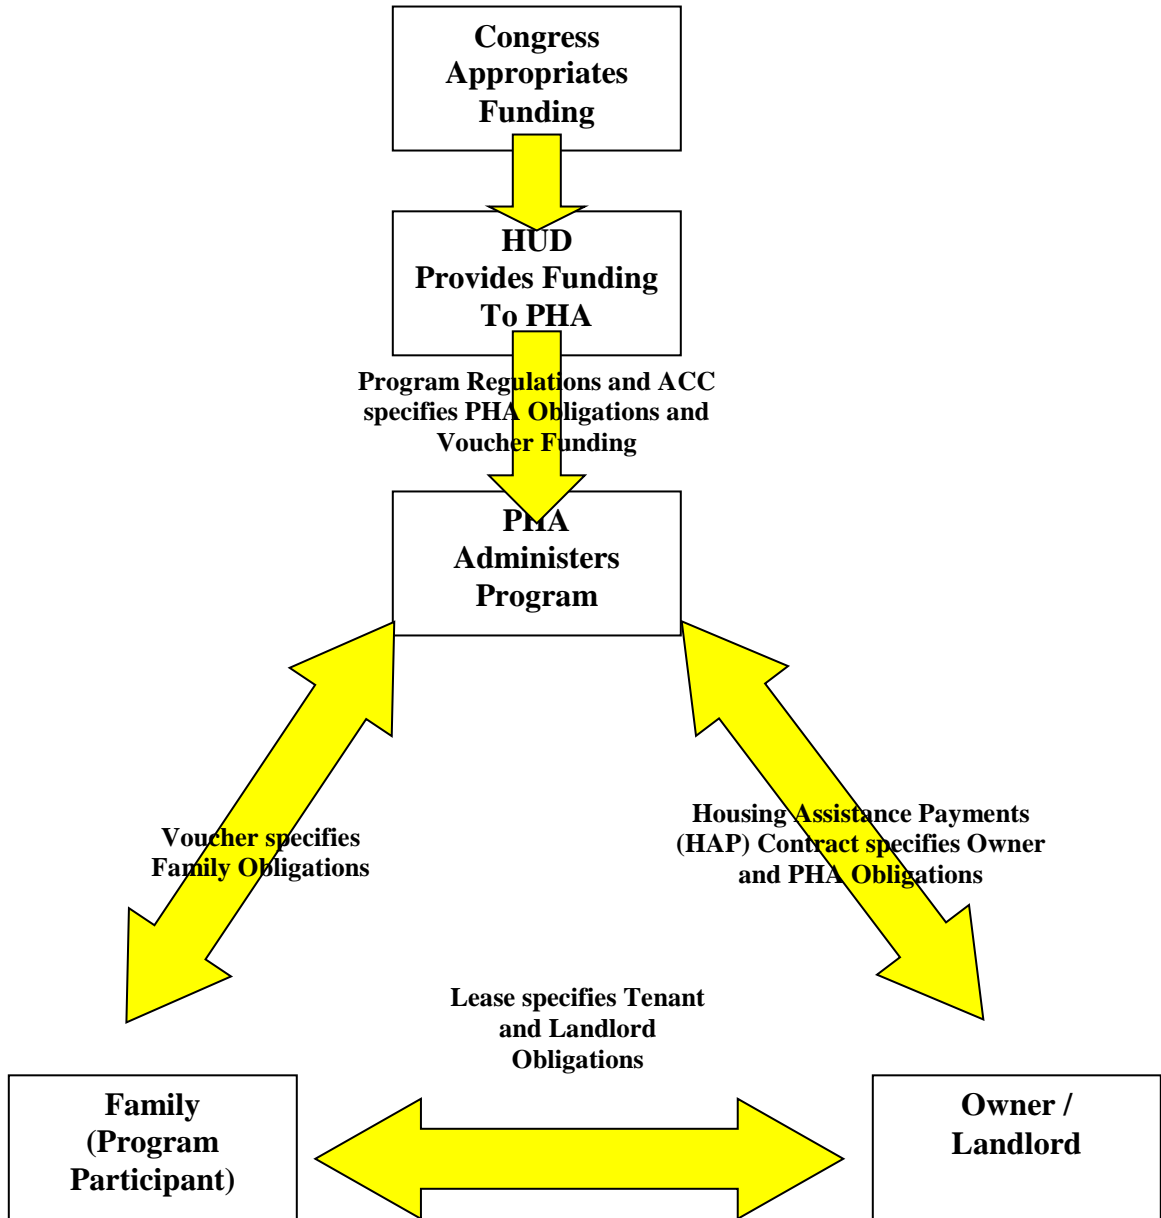 Congress
Appropriates
Funding
HUD
Provides Funding
To PHA
Program Regulations and ACC
specifies PHA Obligations and
Voucher Funding
PHA
Administers
Program
Voucher specifies
Family Obligations
Housing Assistance Payments
(HAP) Contract specifies Owner
and PHA Obligations
Lease specifies Tenant
and Landlord
Obligations
Family
(Program
Participant)
Owner /
Landlord